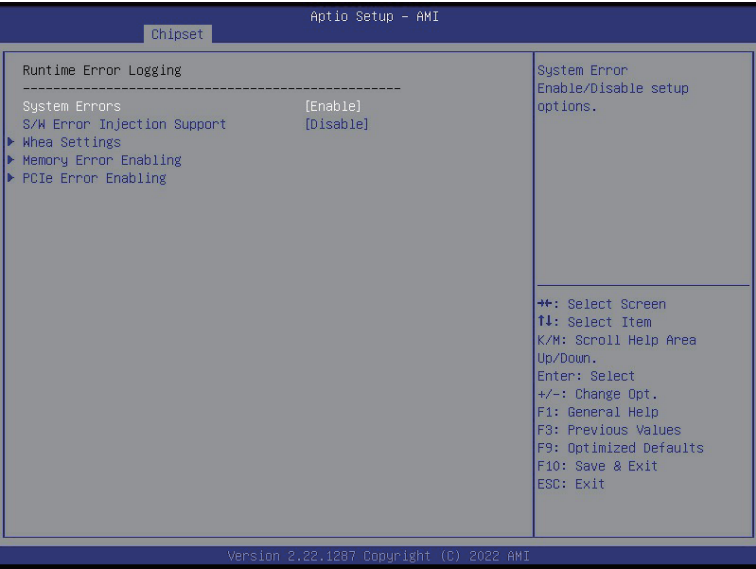 Aptio Setup – AMI
Chipset
Runtime Error Logging
--------------------------------------------------
System Errors [Enable]
S/W Error Injection Support [Disable]
▶ Whea Settings
▶ Memory Error Enabling
▶ PCIe Error Enabling
System Error
Enable/Disable setup
options.
→←: Select Screen
↑↓: Select Item
K/M: Scroll Help Area
Up/Down.
Enter: Select
+/-: Change Opt.
F1: General Help
F3: Previous Values
F9: Optimized Defaults
F10: Save & Exit
ESC: Exit
Version 2.22.1287 Copyright (C) 2022 AMI